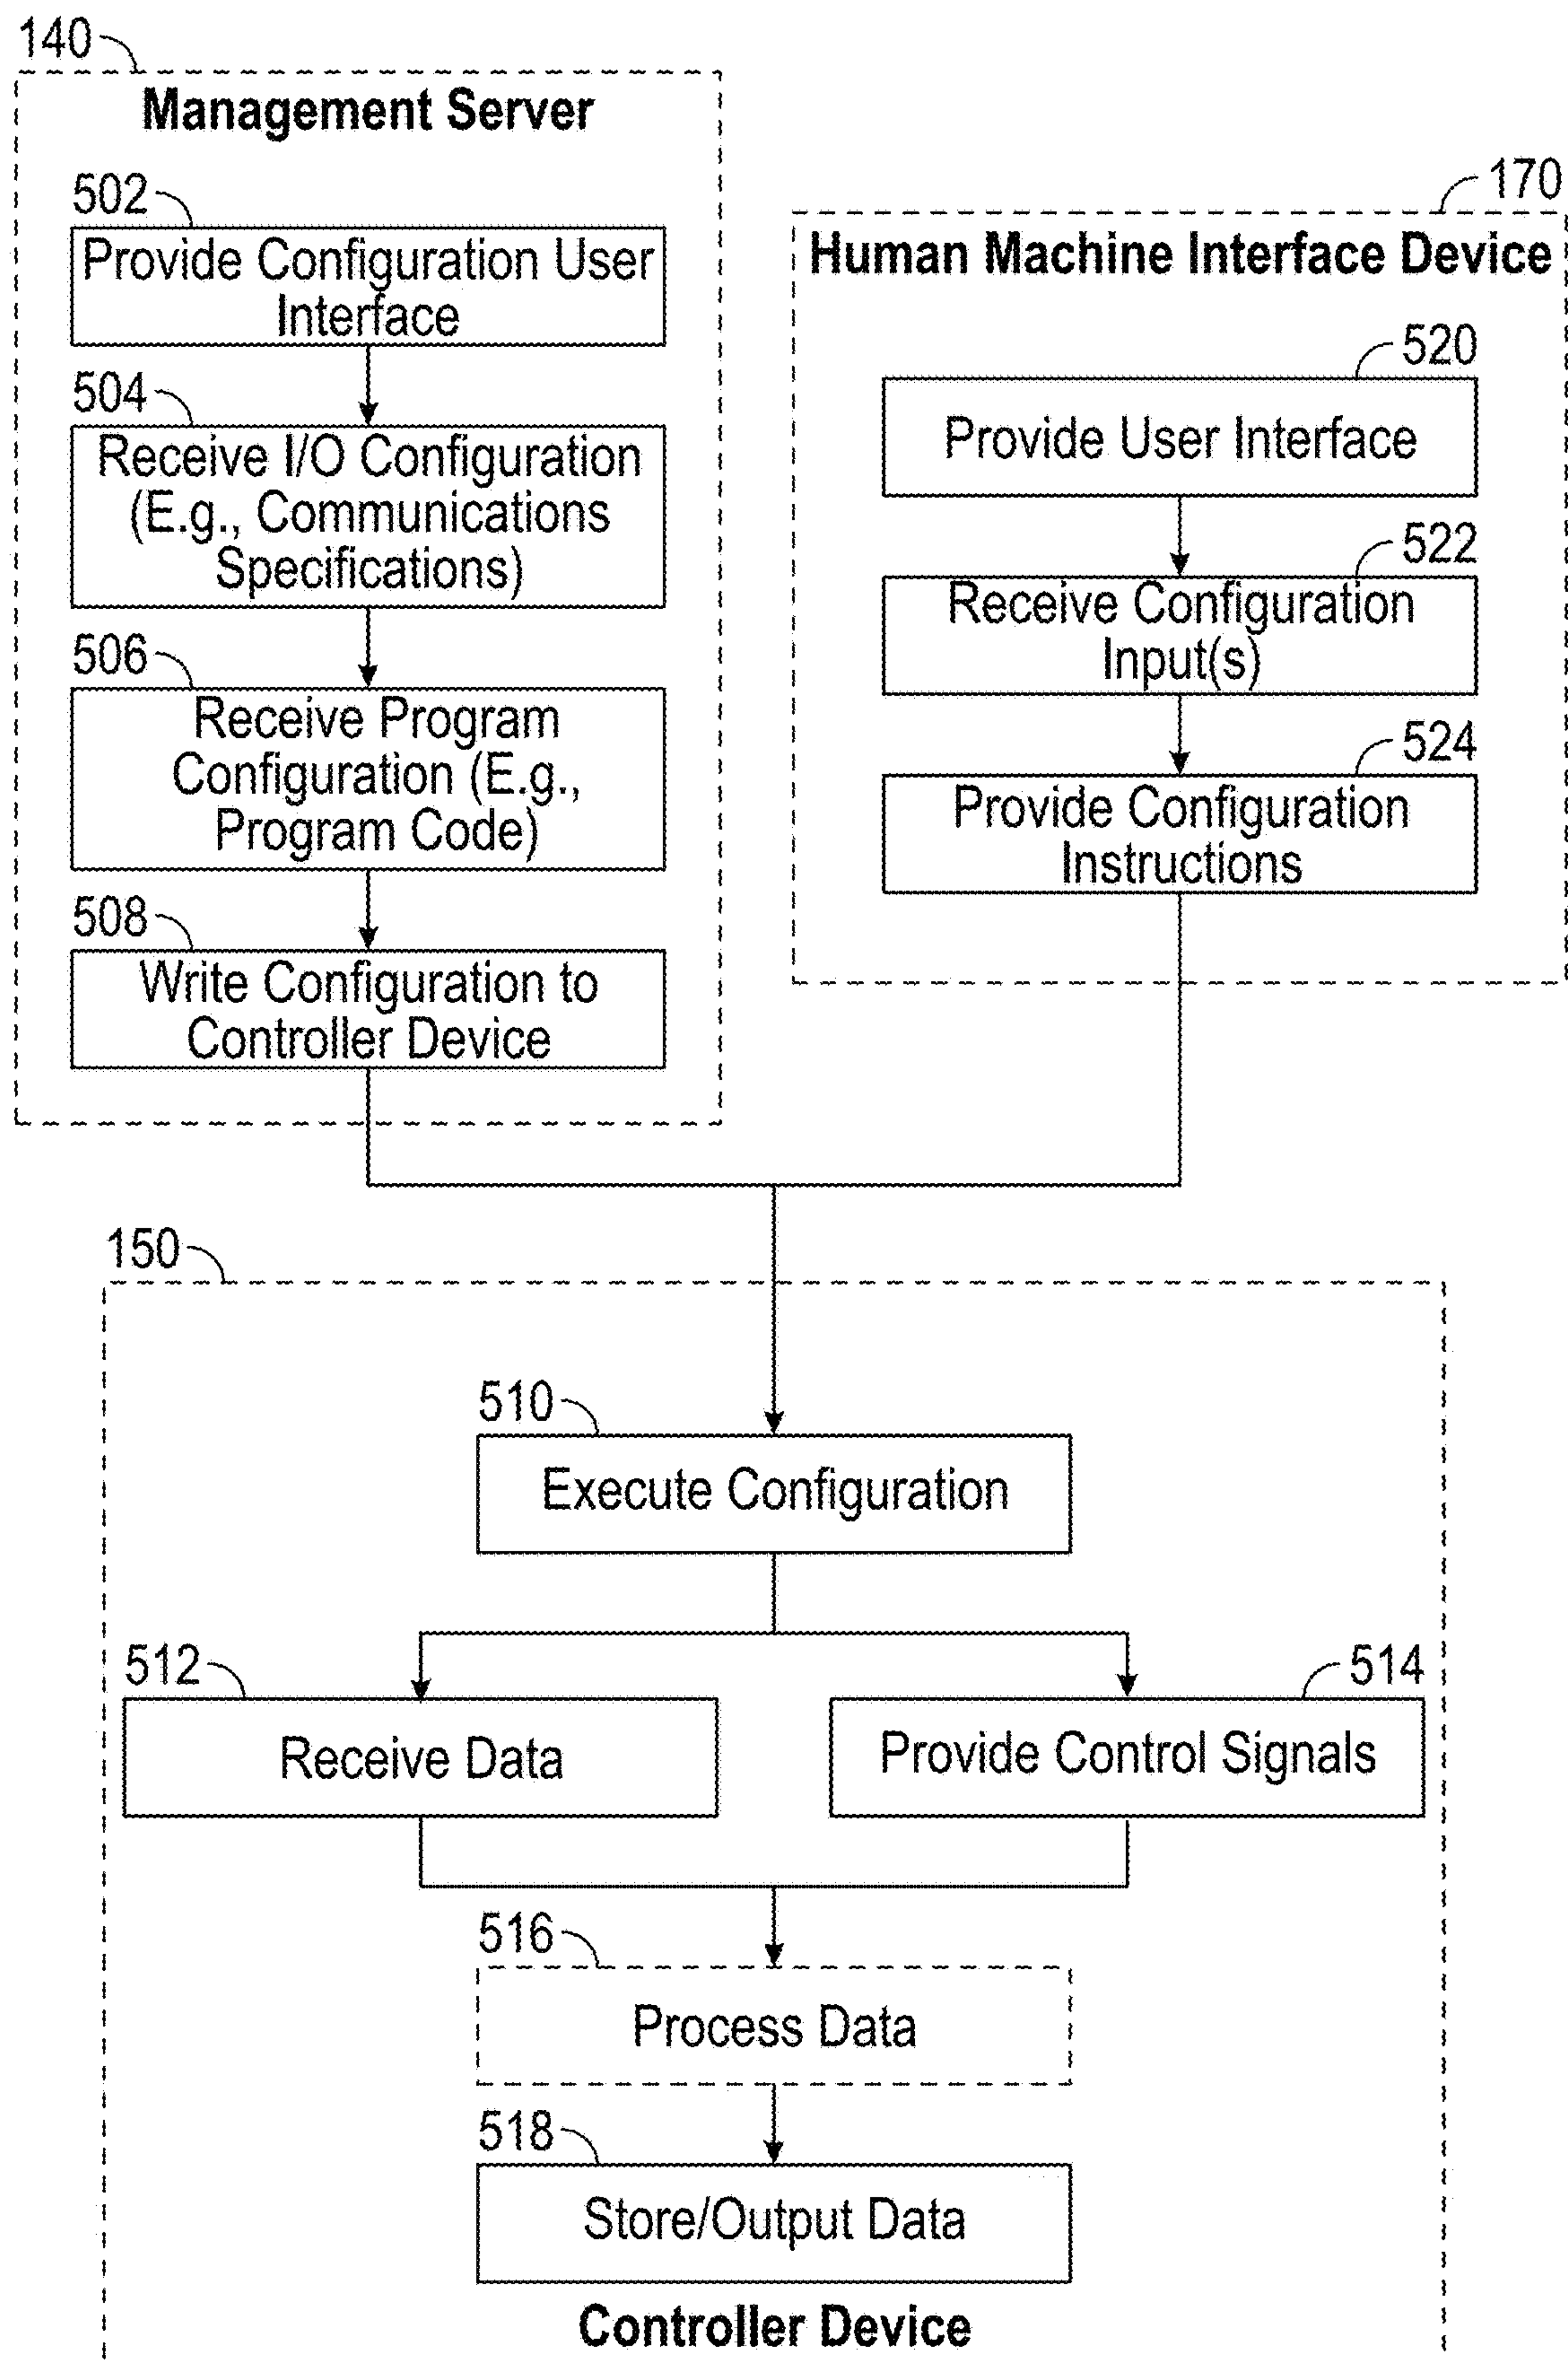 140
Management Server
502
Provide Configuration User
Interface
504
Receive I/O Configuration
(E.g., Communications
Specifications)
506
Receive Program
Configuration (E.g.,
Program Code)
508
Write Configuration to
Controller Device
170
Human Machine Interface Device
520
Provide User Interface
522
Receive Configuration
Input(s)
524
Provide Configuration
Instructions
150
510
Execute Configuration
512
Receive Data
514
Provide Control Signals
516
Process Data
518
Store/Output Data
Controller Device